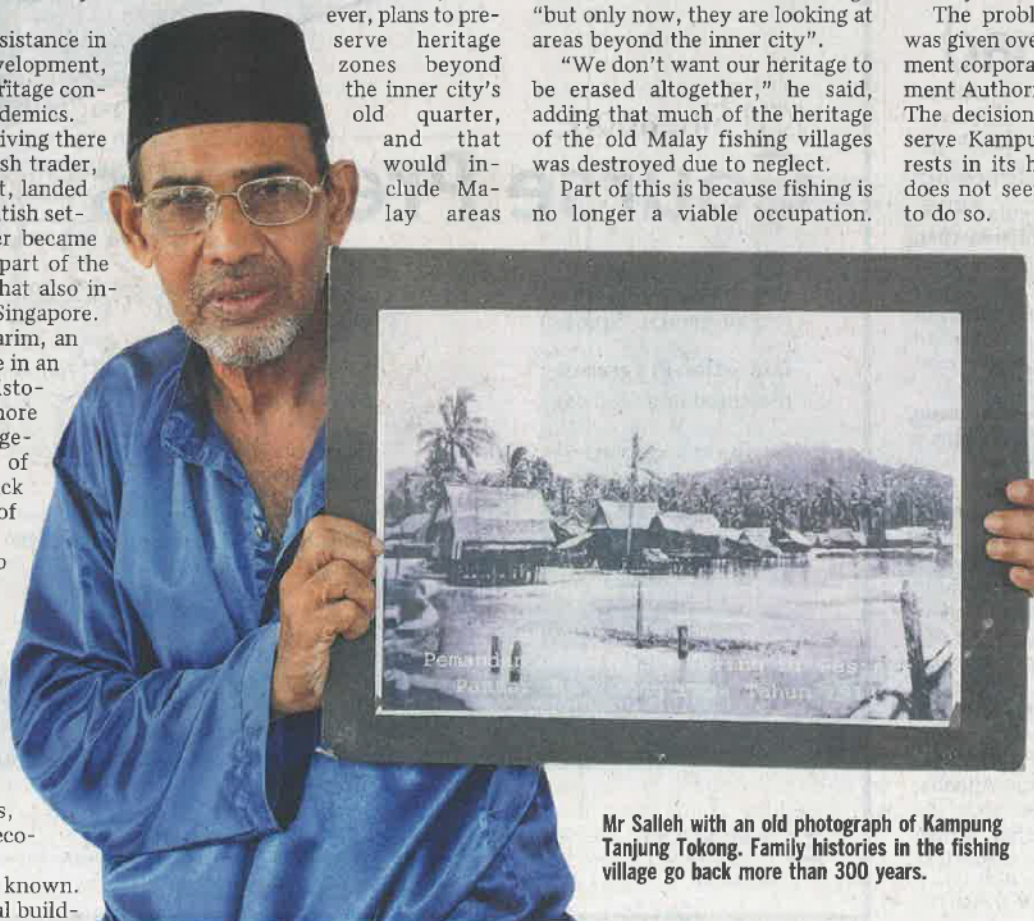 sistance in
velopment,
ritage con-
demics.
iving there
sh trader,
t, landed
itish set-
er became
part of the
hat also in-
Singapore.
arim, an
e in an
isto-
more
ge-
of
ck
of
o
s,
eco-
known.
al build-
ever, plans to pre-
serve heritage
zones beyond
the inner city's
old quarter,
and that
would in-
clude Ma-
lay areas
"but only now, they are looking at
areas beyond the inner city".
"We don't want our heritage to
be erased altogether," he said,
adding that much of the heritage
of the old Malay fishing villages
was destroyed due to neglect.
Part of this is because fishing is
no longer a viable occupation.
The probl
was given ove
ment corpora
ment Authori
The decision
serve Kampu
rests in its h
does not see
to do so.
Tahun
Mr Salleh with an old photograph of Kampung
Tanjung Tokong. Family histories in the fishing
village go back more than 300 years.